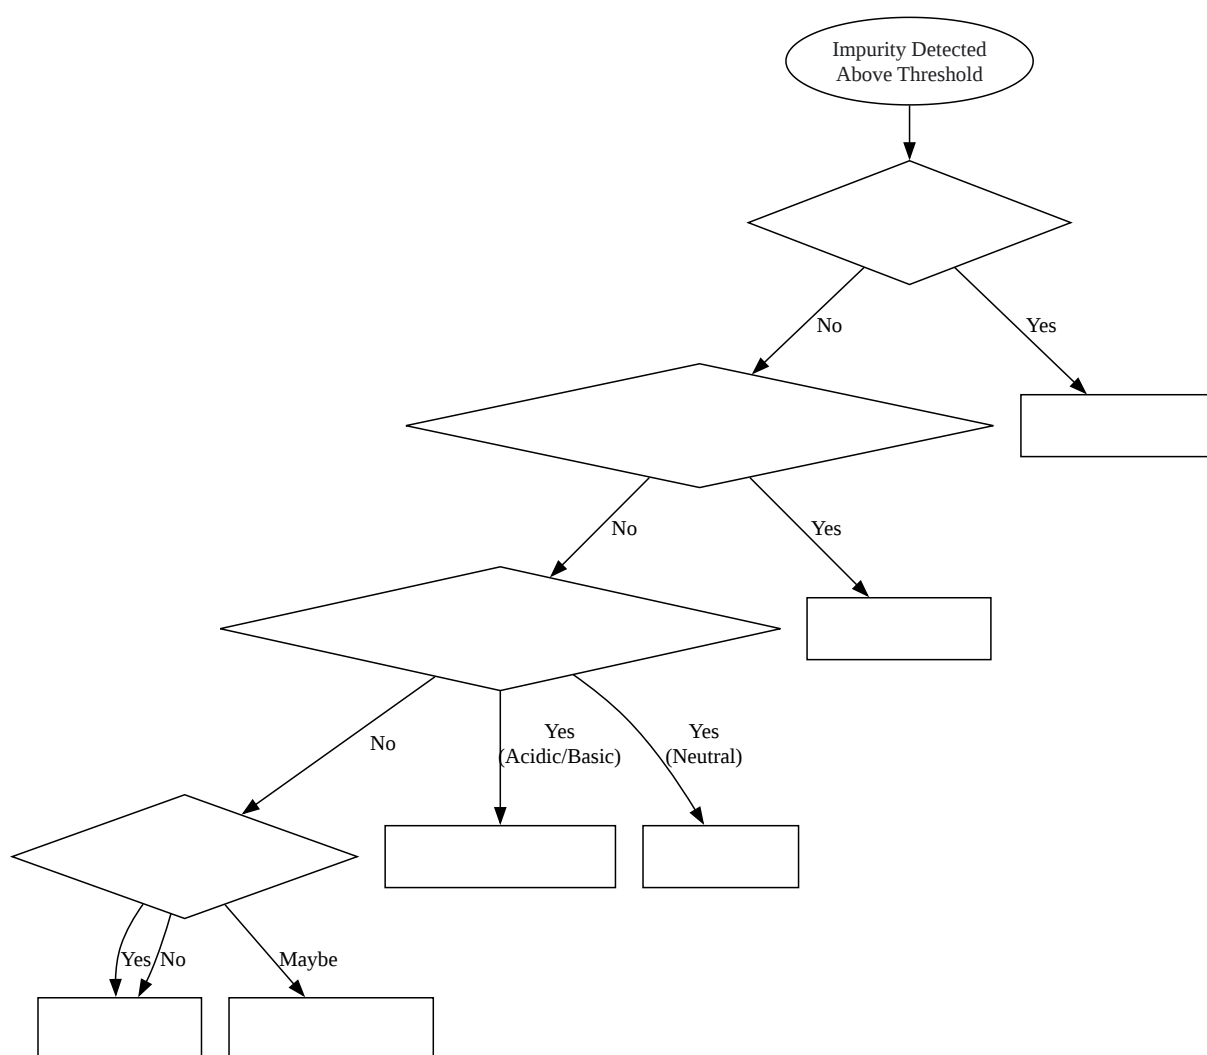 Impurity Detected
Above Threshold
No
Yes
No
Yes
No
Yes
(Acidic/Basic)
Yes
(Neutral)
Yes
No
Maybe